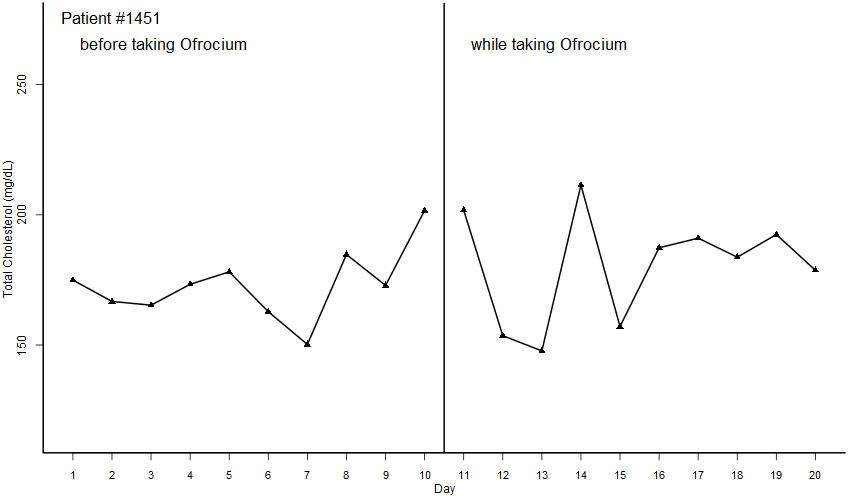 Patient #1451
before taking Ofrocium
while taking Ofrocium
Total Cholesterol (mg/dL)
250
200
150
1 2 3 4 5 6 7 8 9 10 11 12 13 14 15 16 17 18 19 20
Day